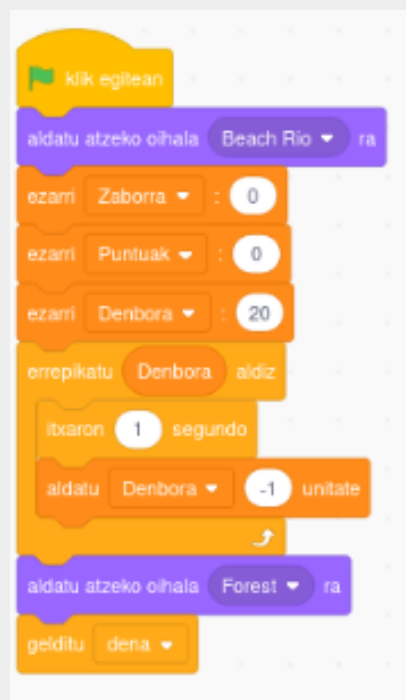 klik egitean
aldatu atzeko oihala Beach Rio ra
ezarri Zaborra : 0
ezarri Puntuak : 0
ezarri Denbora : 20
errepikatu Denbora aldiz
itxaron 1 segundo
aldatu Denbora -1 unitate
aldatu atzeko oihala Forest ra
gelditu dena